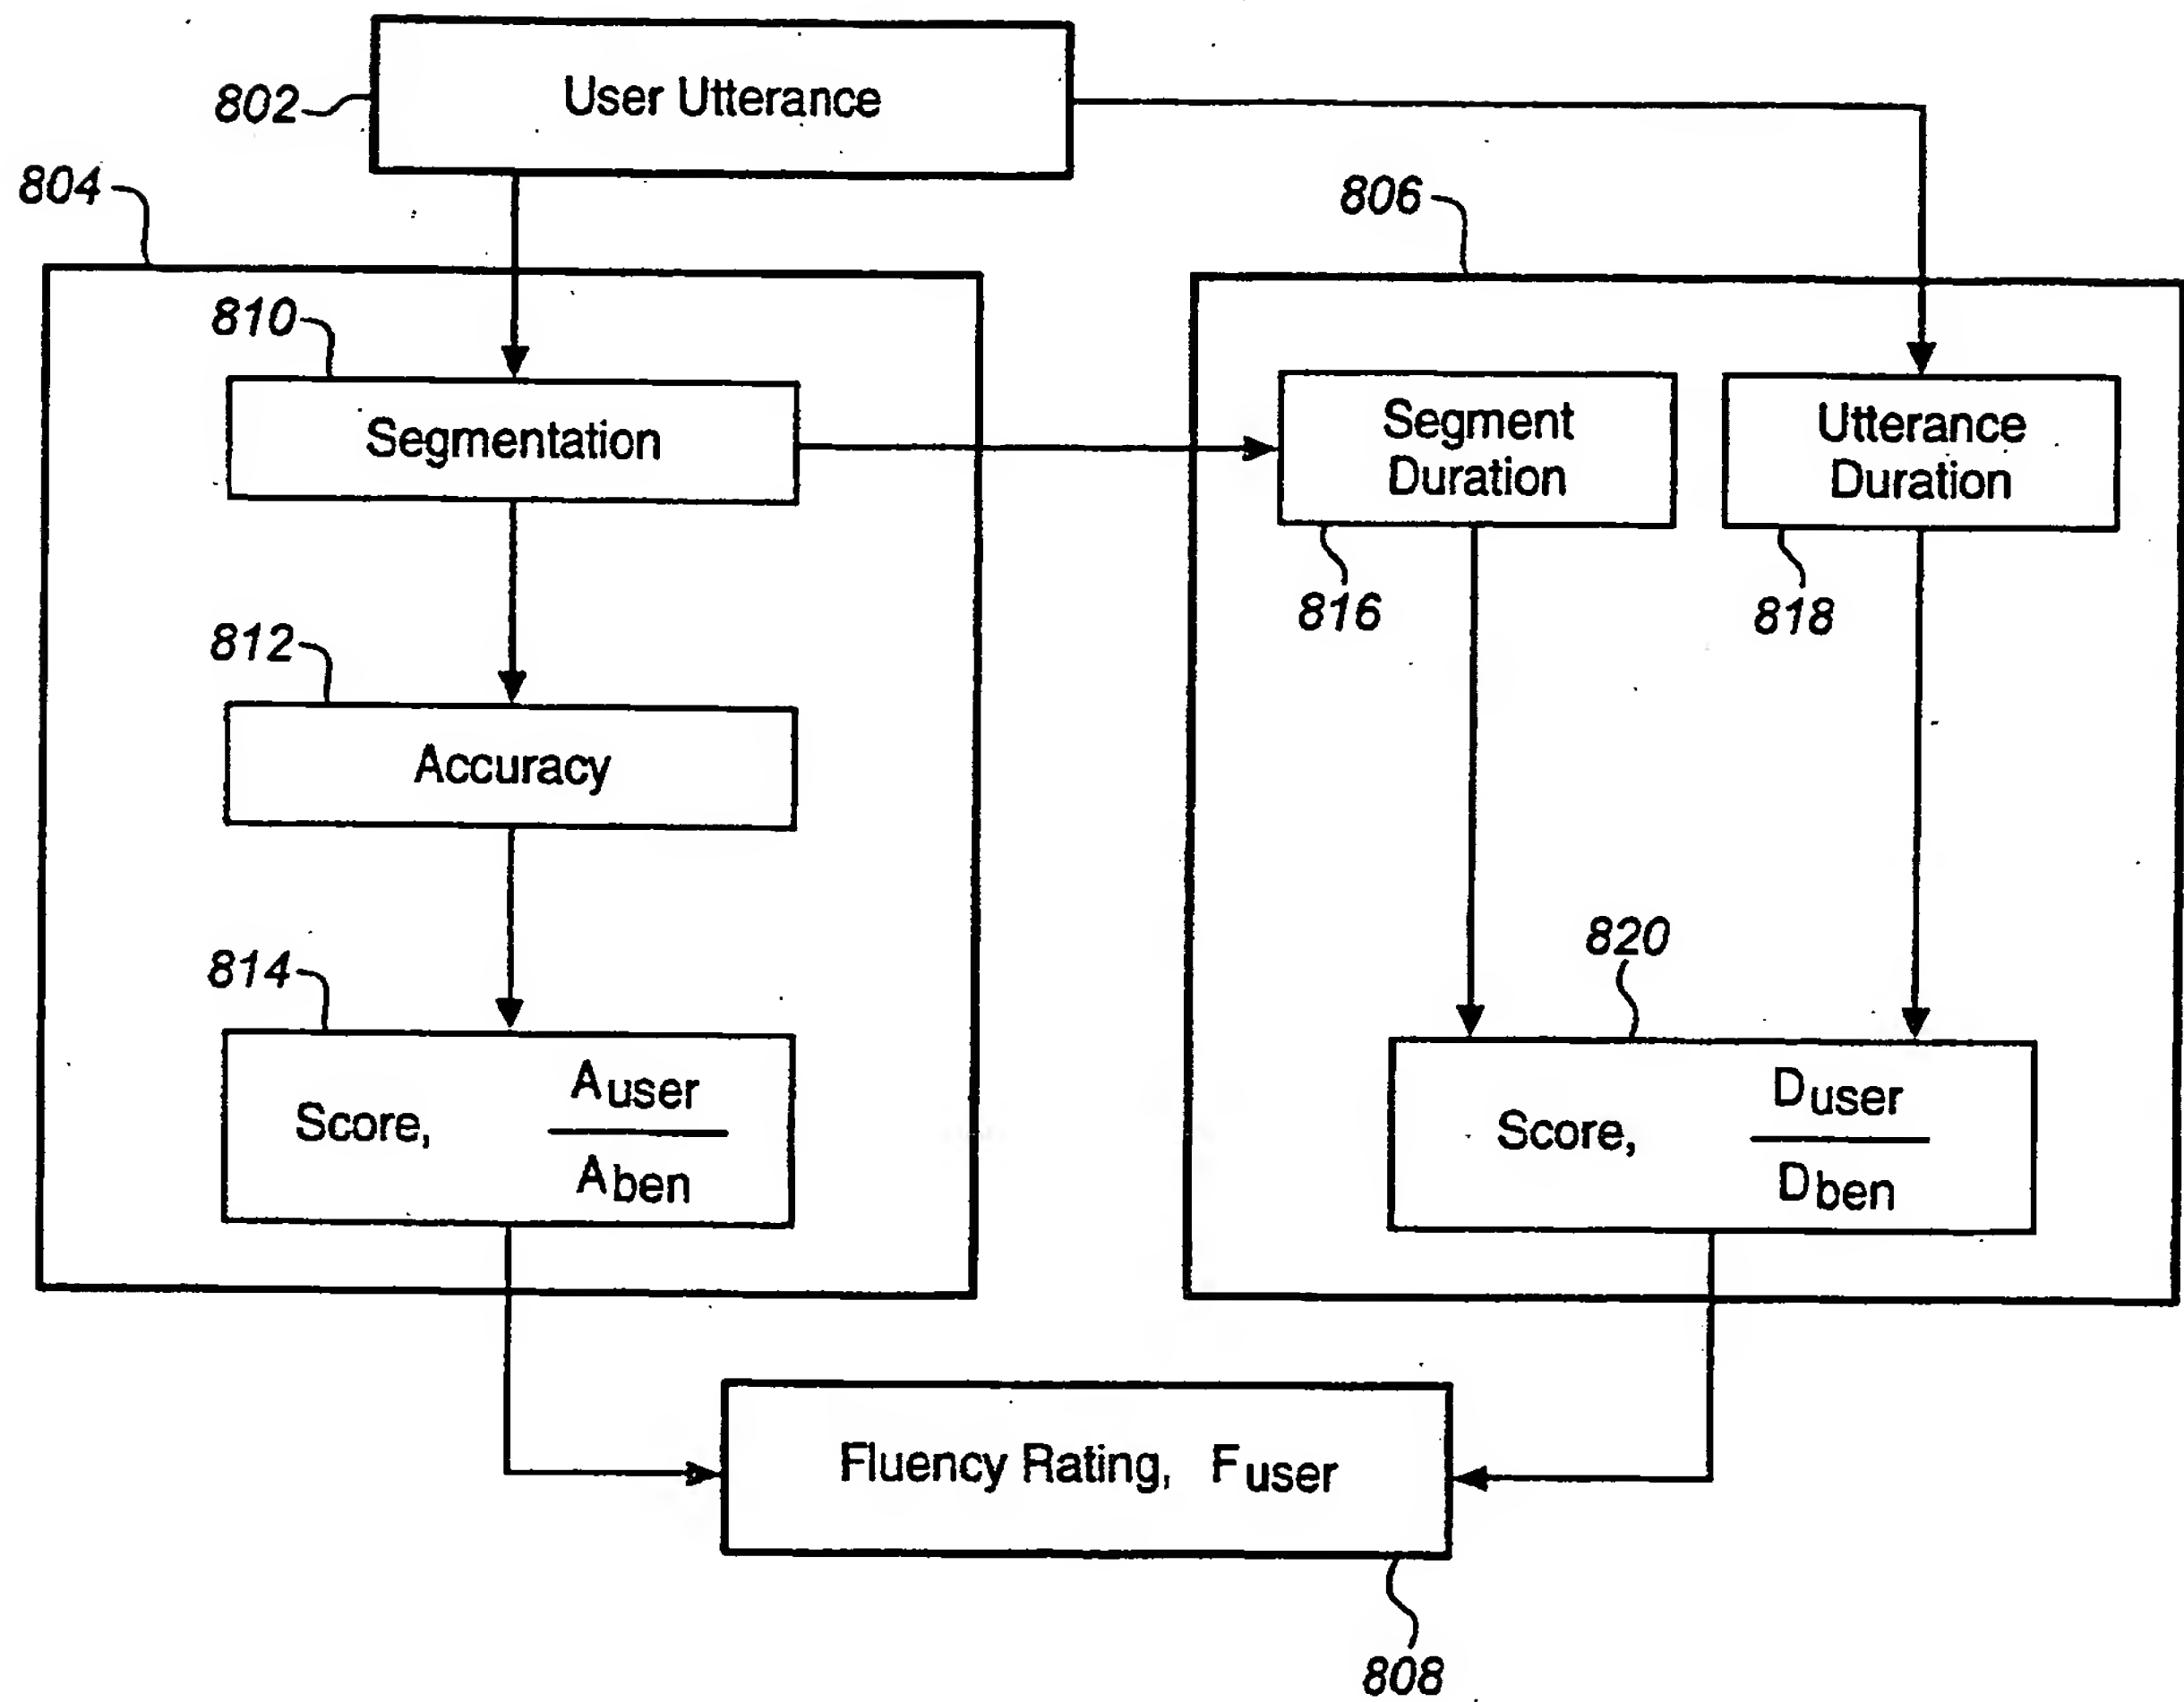 802
User Utterance
804
806
810
Segmentation
Segment
Duration
Utterance
Duration
816
818
812
Accuracy
814
Score,
Auser
Aben
820
Score,
Duser
Dben
Fluency Rating, Fuser
808